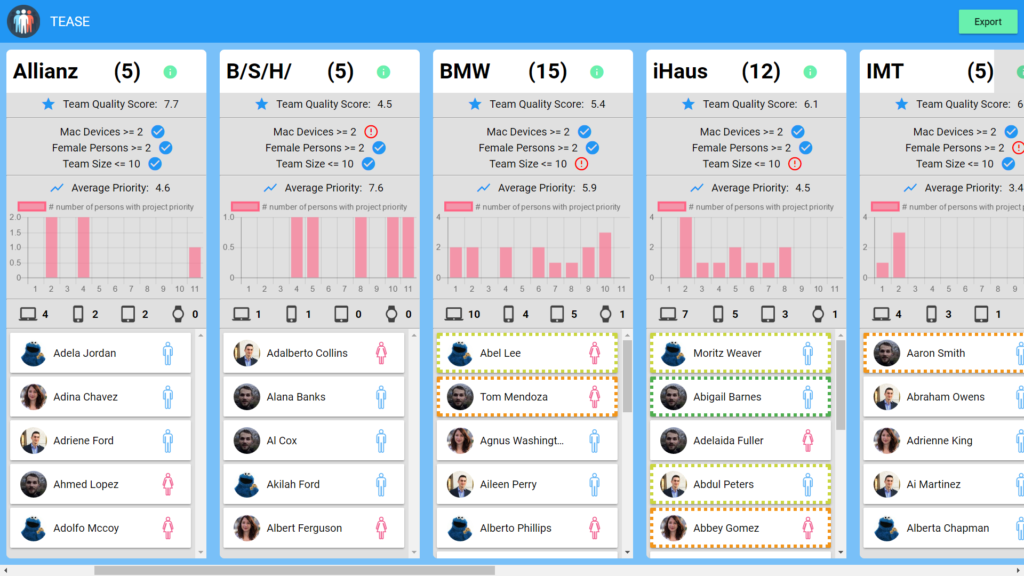 TEASE
Export
Allianz (5)
Team Quality Score: 7.7
Mac Devices >= 2
Female Persons >= 2
Team Size <= 10
Average Priority: 4.6
# number of persons with project priority
2.0
1.5
1.0
0.5
0
1 2 3 4 5 6 7 8 9 10 11
4 2 2 0
Adela Jordan
Adina Chavez
Adriene Ford
Ahmed Lopez
Adolfo Mccoy
B/S/H/ (5)
Team Quality Score: 4.5
Mac Devices >= 2
Female Persons >= 2
Team Size <= 10
Average Priority: 7.6
# number of persons with project priority
1.0
0.5
0
1 2 3 4 5 6 7 8 9 10 11
1 1 0 0
Adalberto Collins
Alana Banks
Al Cox
Akilah Ford
Albert Ferguson
BMW (15)
Team Quality Score: 5.4
Mac Devices >= 2
Female Persons >= 2
Team Size <= 10
Average Priority: 5.9
# number of persons with project priority
4
2
0
1 2 3 4 5 6 7 8 9 10 11
10 4 5 1
Abel Lee
Tom Mendoza
Agnus Washingt...
Aileen Perry
Alberto Phillips
iHaus (12)
Team Quality Score: 6.1
Mac Devices >= 2
Female Persons >= 2
Team Size <= 10
Average Priority: 4.5
# number of persons with project priority
4
2
0
1 2 3 4 5 6 7 8 9 10 11
7 5 3 1
Moritz Weaver
Abigail Barnes
Adelaida Fuller
Abdul Peters
Abbey Gomez
IMT (5)
Team Quality Score: 6
Mac Devices >= 2
Female Persons >= 2
Team Size <= 10
Average Priority: 3.4
# number of persons with project
4
2
0
1 2 3 4 5 6 7 8 9
4 3 1
Aaron Smith
Abraham Owens
Adrienne King
Ai Martinez
Alberta Chapman